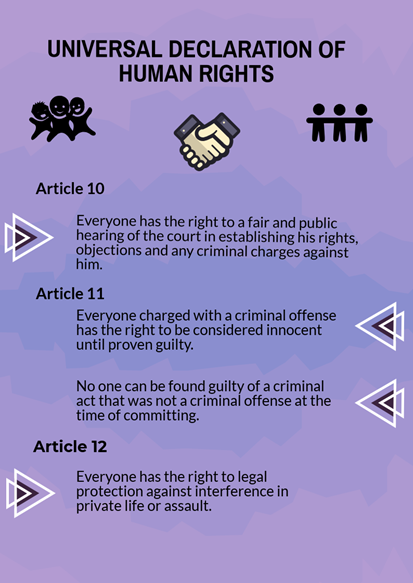 UNIVERSAL DECLARATION OF
HUMAN RIGHTS
Article 10
Everyone has the right to a fair and public
hearing of the court in establishing his rights,
objections and any criminal charges against
him.
Article 11
Everyone charged with a criminal offense
has the right to be considered innocent
until proven guilty.
No one can be found guilty of a criminal
act that was not a criminal offense at the
time of committing.
Article 12
Everyone has the right to legal
protection against interference in
private life or assault.